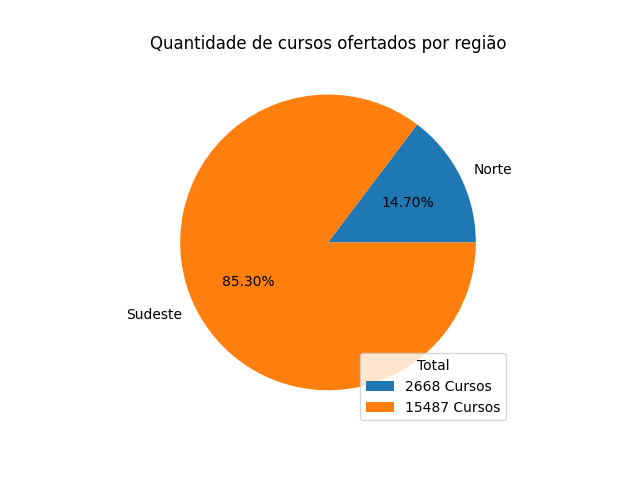 Quantidade de cursos ofertados por região
Norte
14.70%
85.30%
Sudeste
Total
2668 Cursos
15487 Cursos